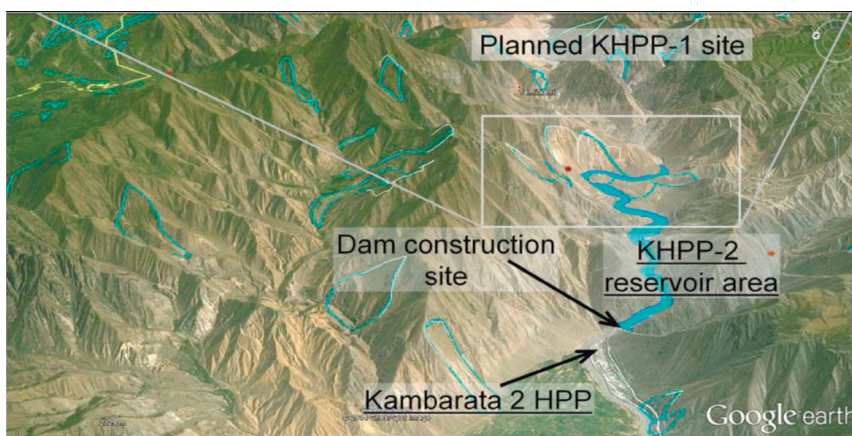 Planned KHPP-1 site
Dam construction
site
KHPP-2
reservoir area
Kambarata 2 HPP
Google earth